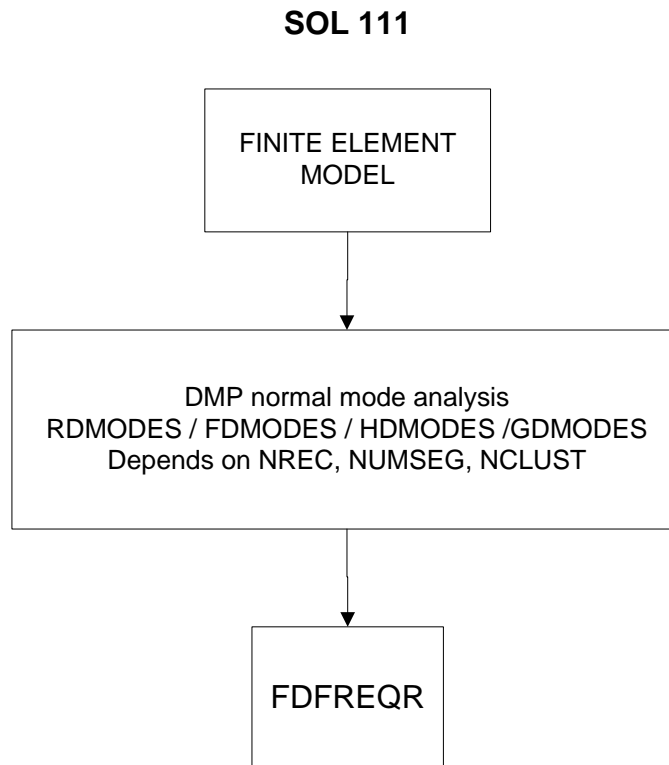 SOL 111
FINITE ELEMENT
MODEL
DMP normal mode analysis
RDMODES / FDMODES / HDMODES /GDMODES
Depends on NREC, NUMSEG, NCLUST
FDFREQR